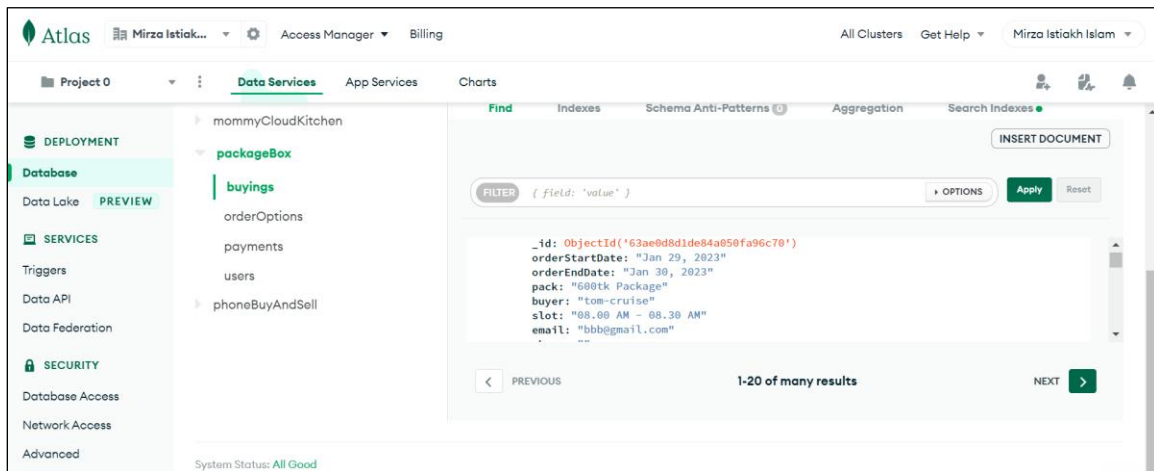 Atlas Mirza Istiak... Access Manager Billing All Clusters Get Help Mirza Istiakh Islam
Project 0 Data Services App Services Charts
DEPLOYMENT
Database
Data Lake PREVIEW
SERVICES
Triggers
Data API
Data Federation
SECURITY
Database Access
Network Access
Advanced
mommyCloudKitchen
packageBox
buyings
orderOptions
payments
users
phoneBuyAndSell
Find Indexes Schema Anti-Patterns 0 Aggregation Search Indexes
INSERT DOCUMENT
FILTER { field: 'value' } OPTIONS Apply Reset
_id: ObjectId('63ae0d8d1de84a050fa96c70')
orderStartDate: "Jan 29, 2023"
orderEndDate: "Jan 30, 2023"
pack: "600tk Package"
buyer: "tom-cruise"
slot: "08.00 AM - 08.30 AM"
email: "bbb@gmail.com"
PREVIOUS 1-20 of many results NEXT
System Status: All Good